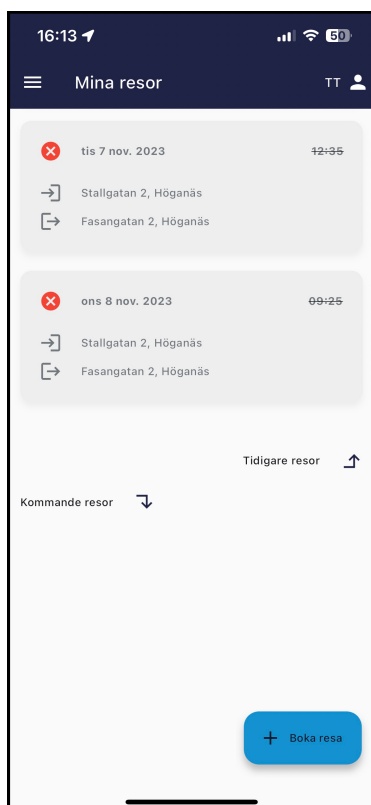 16:13
50
Mina resor
TT
tis 7 nov. 2023
12:35
Stallgatan 2, Höganäs
Fasangatan 2, Höganäs
ons 8 nov. 2023
09:25
Stallgatan 2, Höganäs
Fasangatan 2, Höganäs
Tidigare resor
Kommande resor
Boka resa